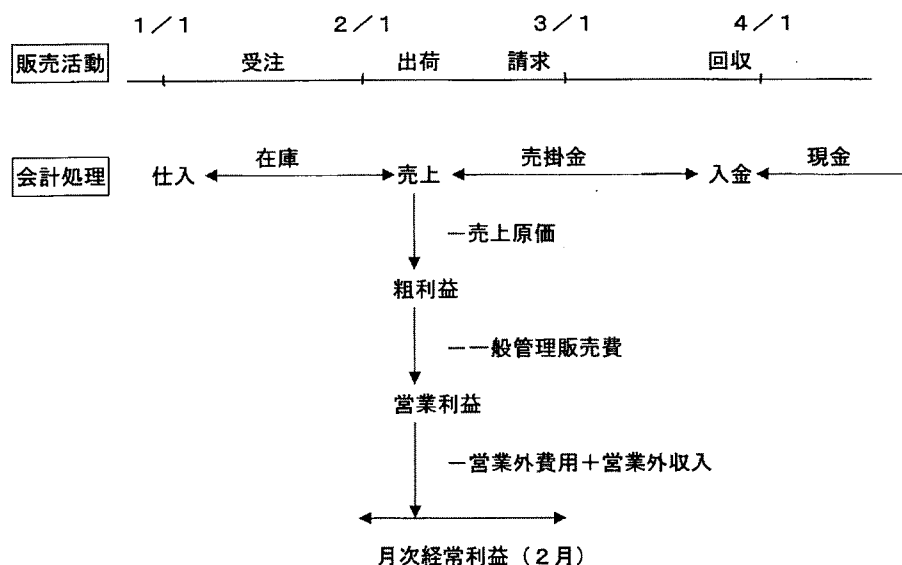 1/1 2/1 3/1 4/1
販売活動 受注 出荷 請求 回収
在庫 売掛金 現金
会計処理 仕入 売上 入金
－売上原価
粗利益
－一般管理販売費
営業利益
－営業外費用＋営業外収入
月次経常利益（2月）